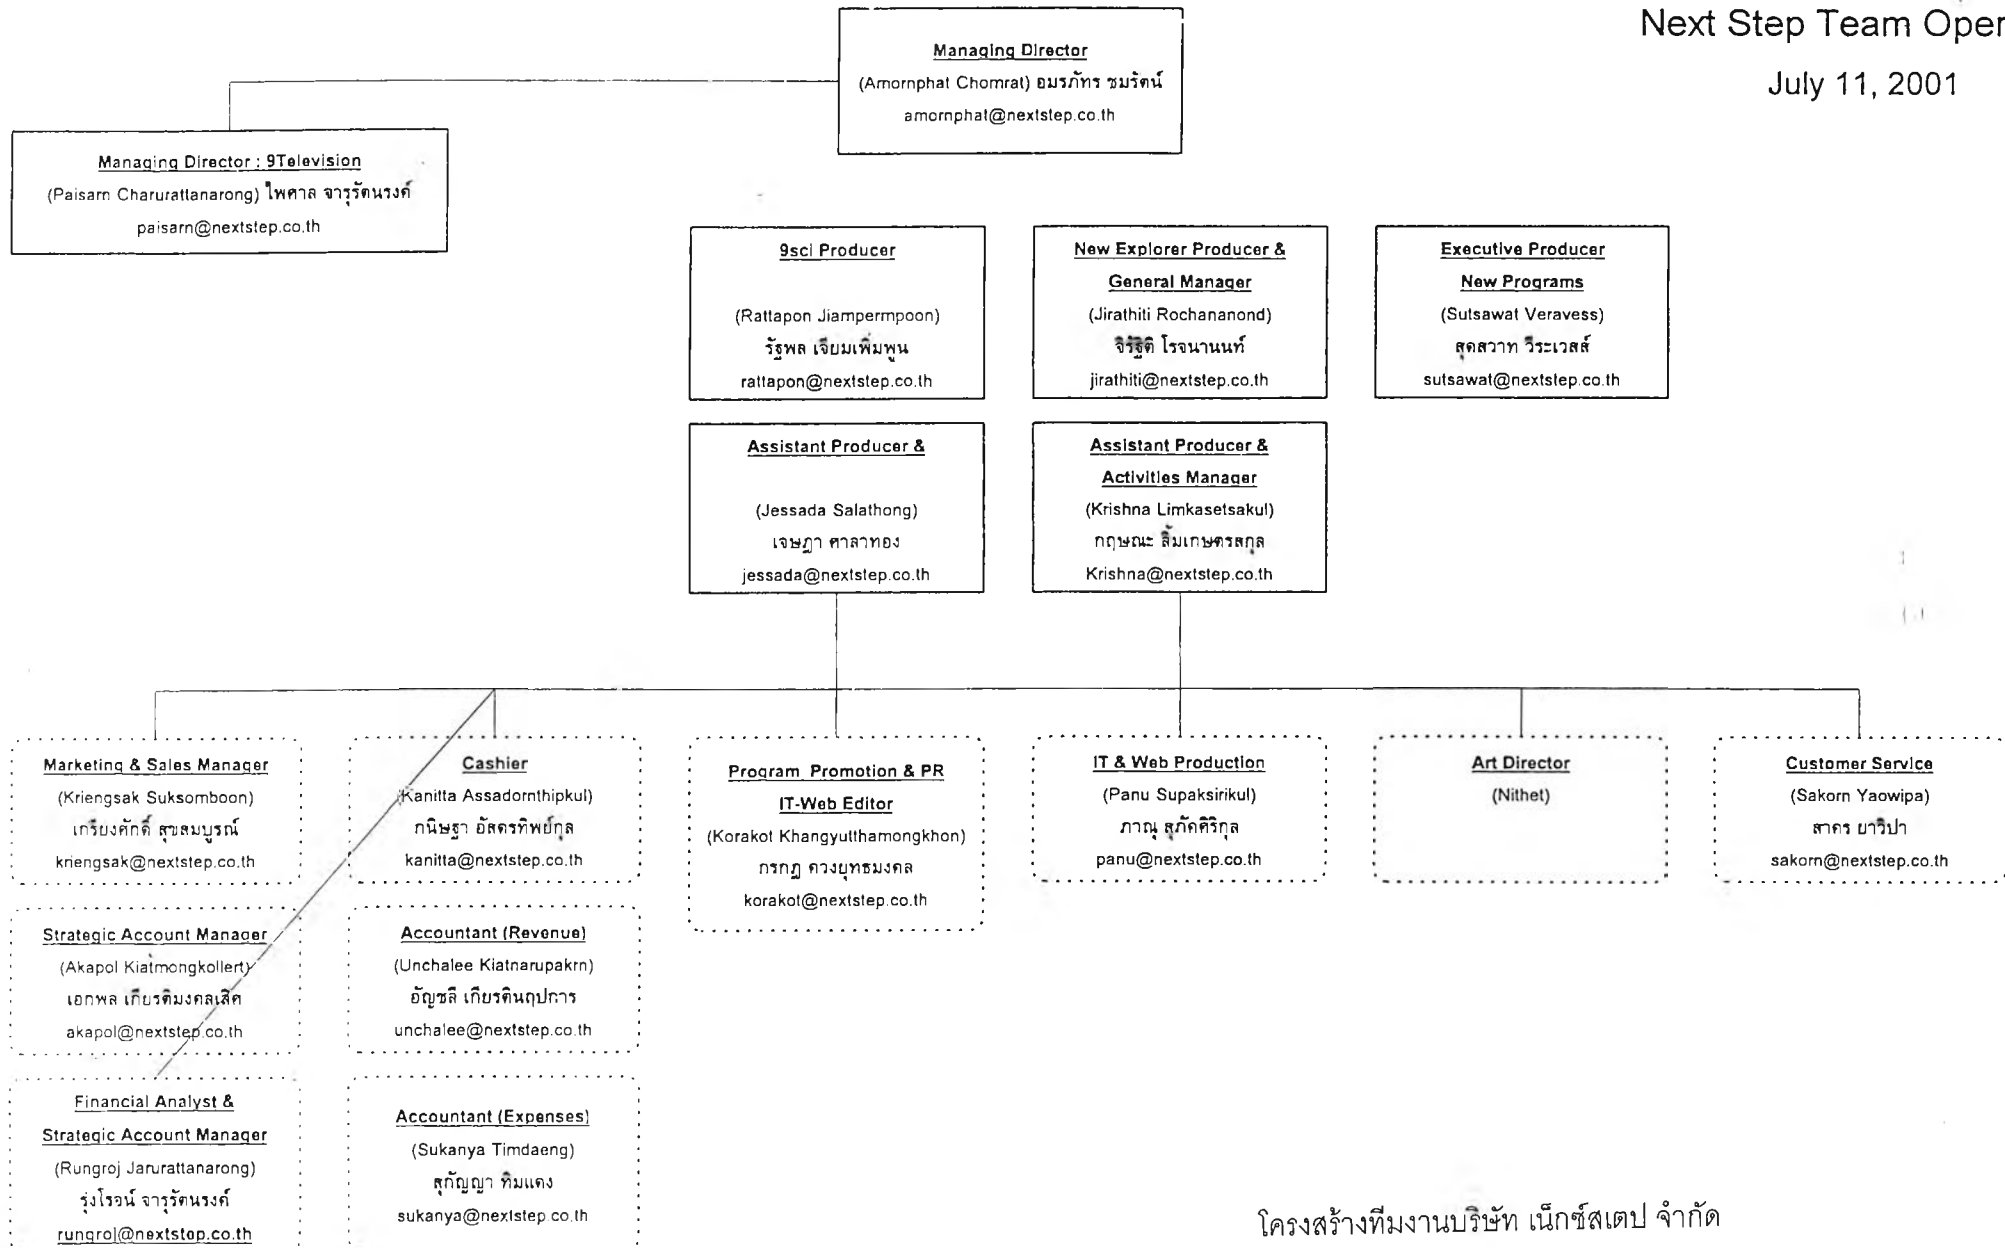 Next Step Team Oper
July 11, 2001
Managing Director
(Amornphat Chomrat) อมรภัทร ชมรัตน์
amornphat@nextstep.co.th
Managing Director : 9Television
(Paisarn Charurattanarong) ไพศาล จารุรัตนรงค์
paisarn@nextstep.co.th
9sci Producer
(Rattapon Jiampermpoon)
รัฐพล เจียมเพิ่มพูน
rattapon@nextstep.co.th
New Explorer Producer &
General Manager
(Jirathiti Rochananond)
จิรัฐิติ โรจนานนท์
jirathiti@nextstep.co.th
Executive Producer
New Programs
(Sutsawat Veravess)
สุดสวาท วีระเวสส์
sutsawat@nextstep.co.th
Assistant Producer &
(Jessada Salathong)
เจษฎา ศาลาทอง
jessada@nextstep.co.th
Assistant Producer &
Activities Manager
(Krishna Limkasetsakul)
กฤษณะ ลิ้มเกษตรสกุล
Krishna@nextstep.co.th
Marketing & Sales Manager
(Kriengsak Suksomboon)
เกรียงศักดิ์ สุขสมบูรณ์
kriengsak@nextstep.co.th
Cashier
(Kanitta Assadornthipkul)
กนิษฐา อัสดรทิพย์กุล
kanitta@nextstep.co.th
Program Promotion & PR
IT-Web Editor
(Korakot Khangyutthamongkhon)
กรกฎ ควงยุทธมงคล
korakot@nextstep.co.th
IT & Web Production
(Panu Supaksirikul)
ภาณุ สุภัคศิริกุล
panu@nextstep.co.th
Art Director
(Nithet)
Customer Service
(Sakorn Yaowipa)
สาคร ยาวิปา
sakorn@nextstep.co.th
Strategic Account Manager
(Akapol Kiatmongkollert)
เอกพล เกียรติมงคลเลิศ
akapol@nextstep.co.th
Accountant (Revenue)
(Unchalee Kiatnarupakrn)
อัญชลี เกียรตินฤปการ
unchalee@nextstep.co.th
Financial Analyst &
Strategic Account Manager
(Rungroj Jarurattanarong)
รุ่งโรจน์ จารุรัตนรงค์
rungroj@nextstep.co.th
Accountant (Expenses)
(Sukanya Timdaeng)
สุกัญญา ทิมแดง
sukanya@nextstep.co.th
โครงสร้างทีมงานบริษัท เน็กซ์สเตป จำกัด